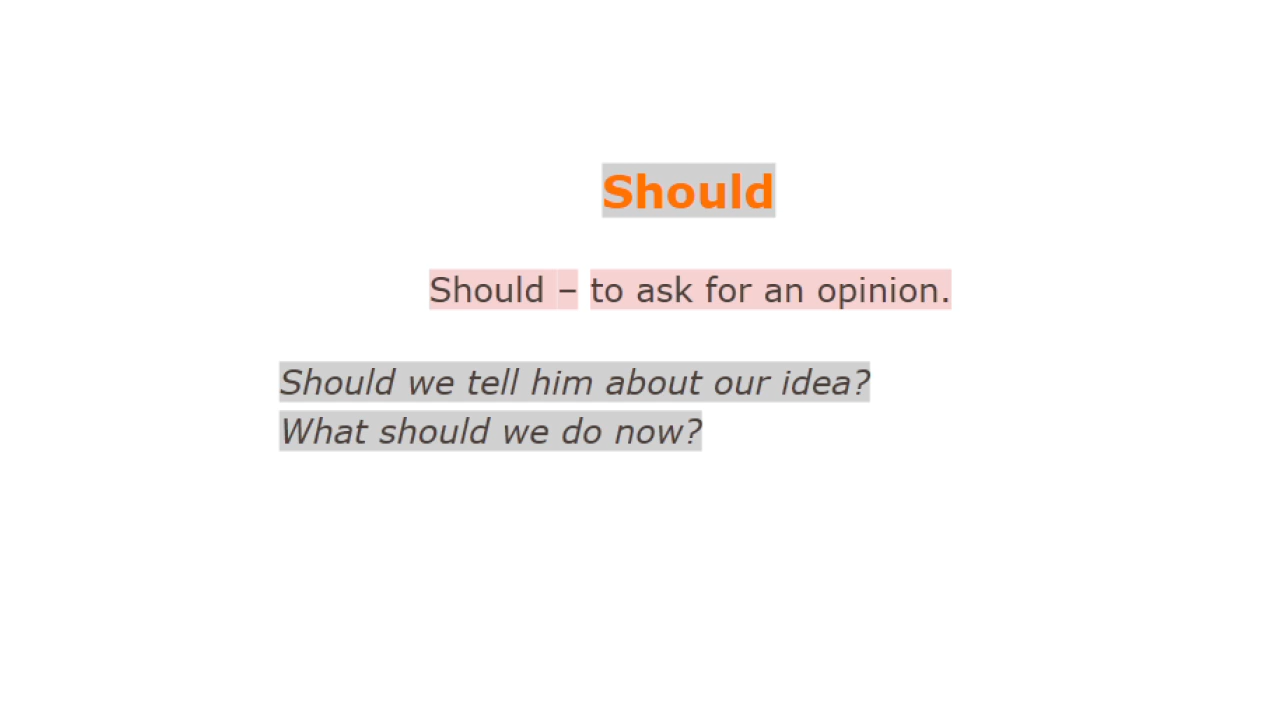 Should
Should – to ask for an opinion.
Should we tell him about our idea?
What should we do now?